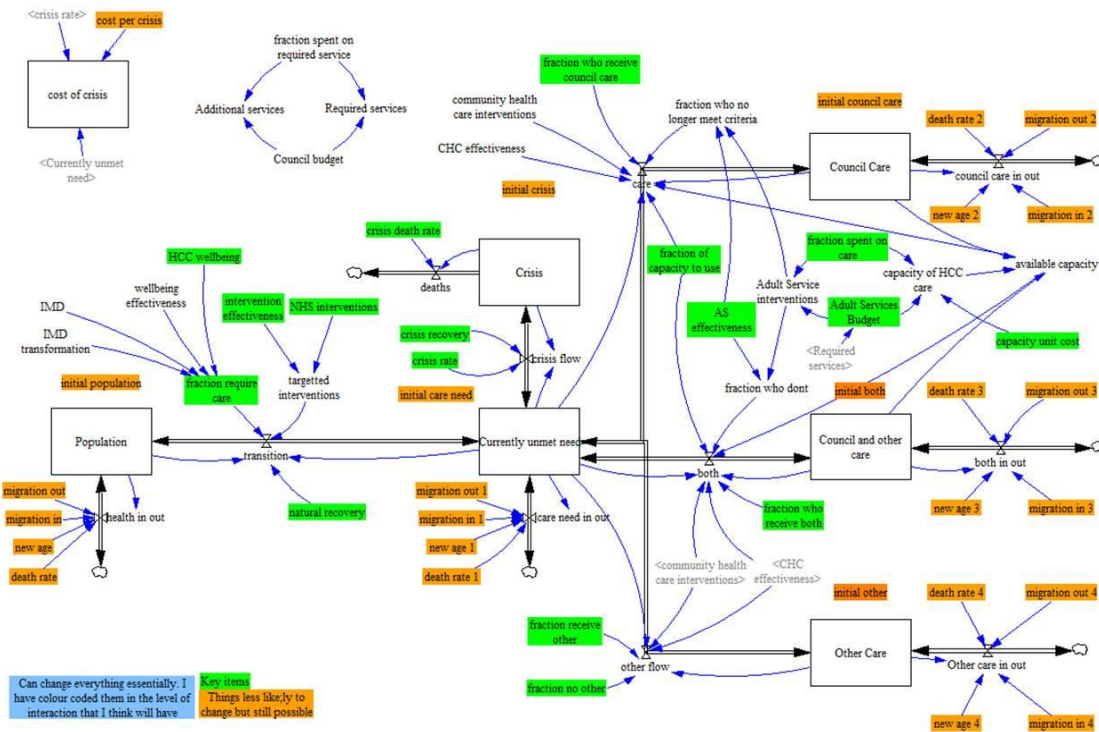 <crisis rate>
cost per crisis
cost of crisis
<Currently unmet
need>
fraction spent on
required service
Additional services
Required services
Council budget
fraction who receive
council care
community health
care interventions
CHC effectiveness
fraction who no
longer meet criteria
initial council care
Council Care
death rate 2
migration out 2
council care in out
new age 2
migration in 2
care
initial crisis
crisis death rate
deaths
Crisis
fraction of
capacity to use
fraction spent on
care
Adult Service
interventions
capacity of HCC
care
available capacity
AS
effectiveness
Adult Services
Budget
<Required
services>
capacity unit cost
HCC wellbeing
wellbeing
effectiveness
intervention
effectiveness
NHS interventions
IMD
IMD
transformation
crisis recovery
crisis rate
crisis flow
fraction require
care
targetted
interventions
initial population
initial care need
fraction who dont
initial both
Population
transition
Currently unmet need
both
Council and other
care
death rate 3
migration out 3
both in out
new age 3
migration in 3
migration out
migration in
new age
death rate
health in out
natural recovery
migration out 1
migration in 1
new age 1
death rate 1
care need in out
fraction who
receive both
<community health
care interventions>
<CHC
effectiveness>
fraction receive
other
fraction no other
other flow
initial other
Other Care
death rate 4
migration out 4
Other care in out
new age 4
migration in 4
Can change everything essentially. I
have colour coded them in the level of
interaction that I think will have
Key items
Things less like;ly to
change but still possible